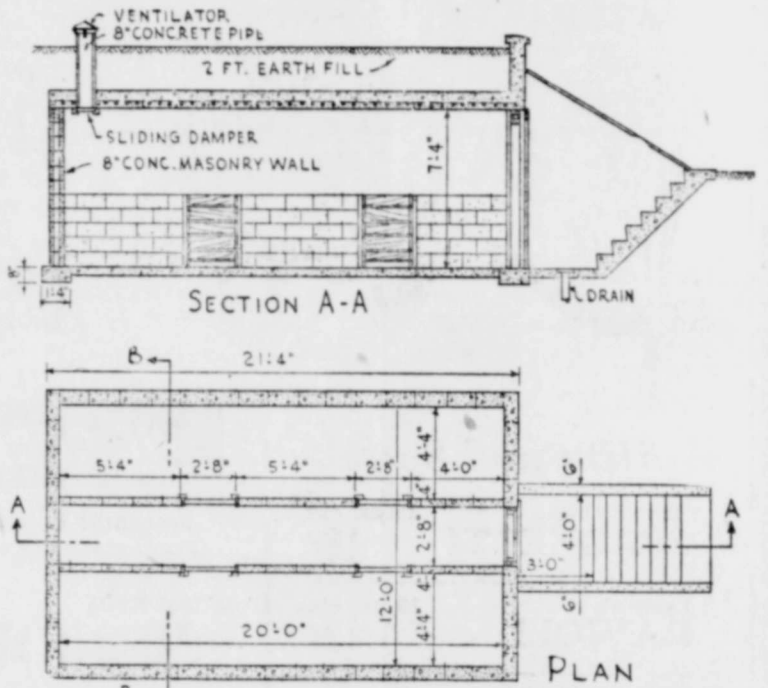 VENTILATOR
8" CONCRETE PIPE
2 FT. EARTH FILL
SLIDING DAMPER
8" CONC. MASONRY WALL
7'-4"
8"
1'-4"
DRAIN
SECTION A-A
B
21'-4"
5'-4" 2'-8" 5'-4" 2'-8" 4'-0"
4'-4"
4"
2'-8"
4"
4'-4"
12'-0"
20'-0"
A
6"
4'-0"
3'-0"
6"
A
PLAN